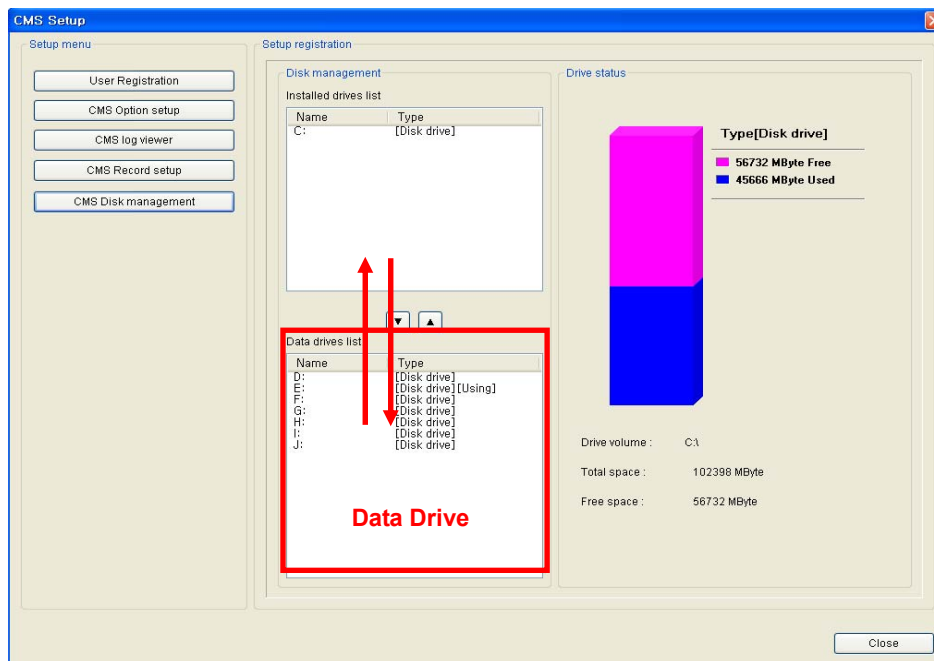 CMS Setup
Setup menu
User Registration
CMS Option setup
CMS log viewer
CMS Record setup
CMS Disk management
Setup registration
Disk management
Installed drives list
Name Type
C: [Disk drive]
▼ ▲
Data drives list
Name Type
D: [Disk drive]
E: [Disk drive][Using]
F: [Disk drive]
G: [Disk drive]
H: [Disk drive]
I: [Disk drive]
J: [Disk drive]
Data Drive
Drive status
Type[Disk drive]
56732 MByte Free
45666 MByte Used
Drive volume : C:\
Total space : 102398 MByte
Free space : 56732 MByte
Close